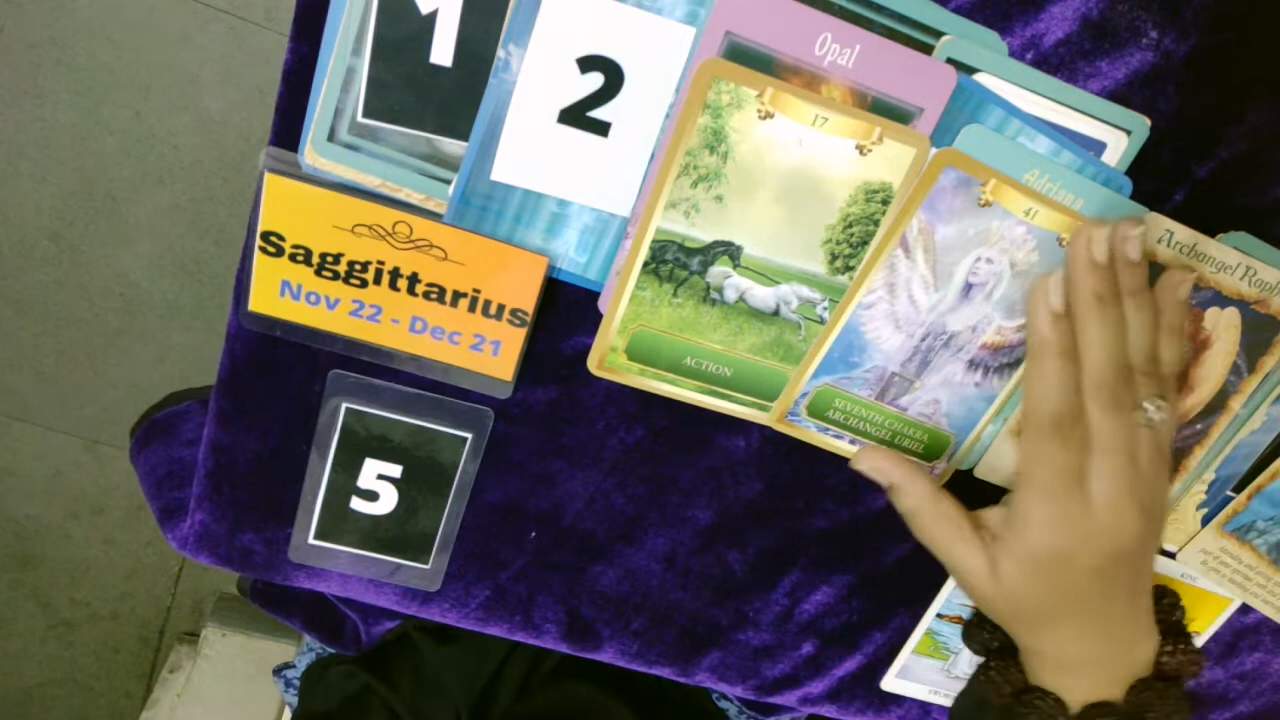 1
2
Opal
17
ACTION
Adriana
41
SEVENTH CHAKRA
ARCHANGEL URIEL
Archangel Raph
Saggittarius
Nov 22 - Dec 21
5
KING